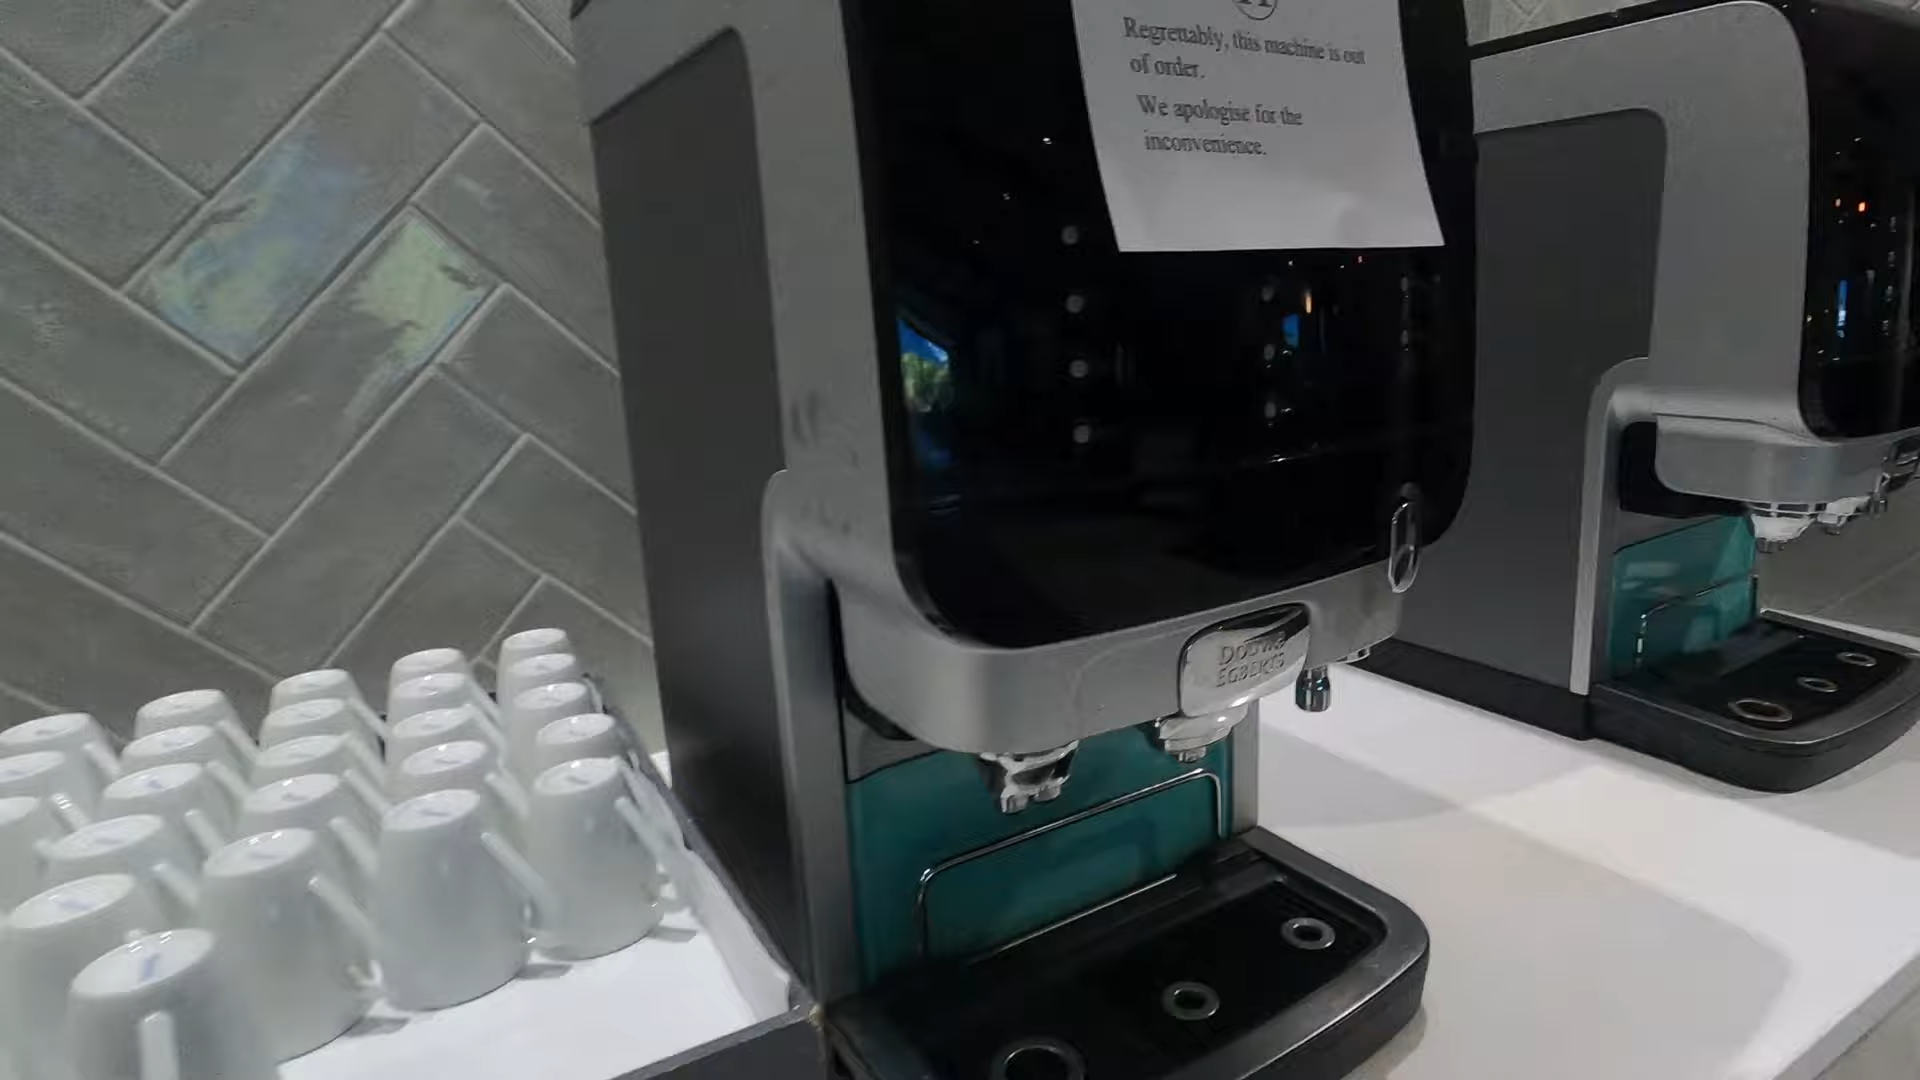 Regrettably, this machine is out
of order.
We apologise for the
inconvenience.
DOUWE
EGBERTS